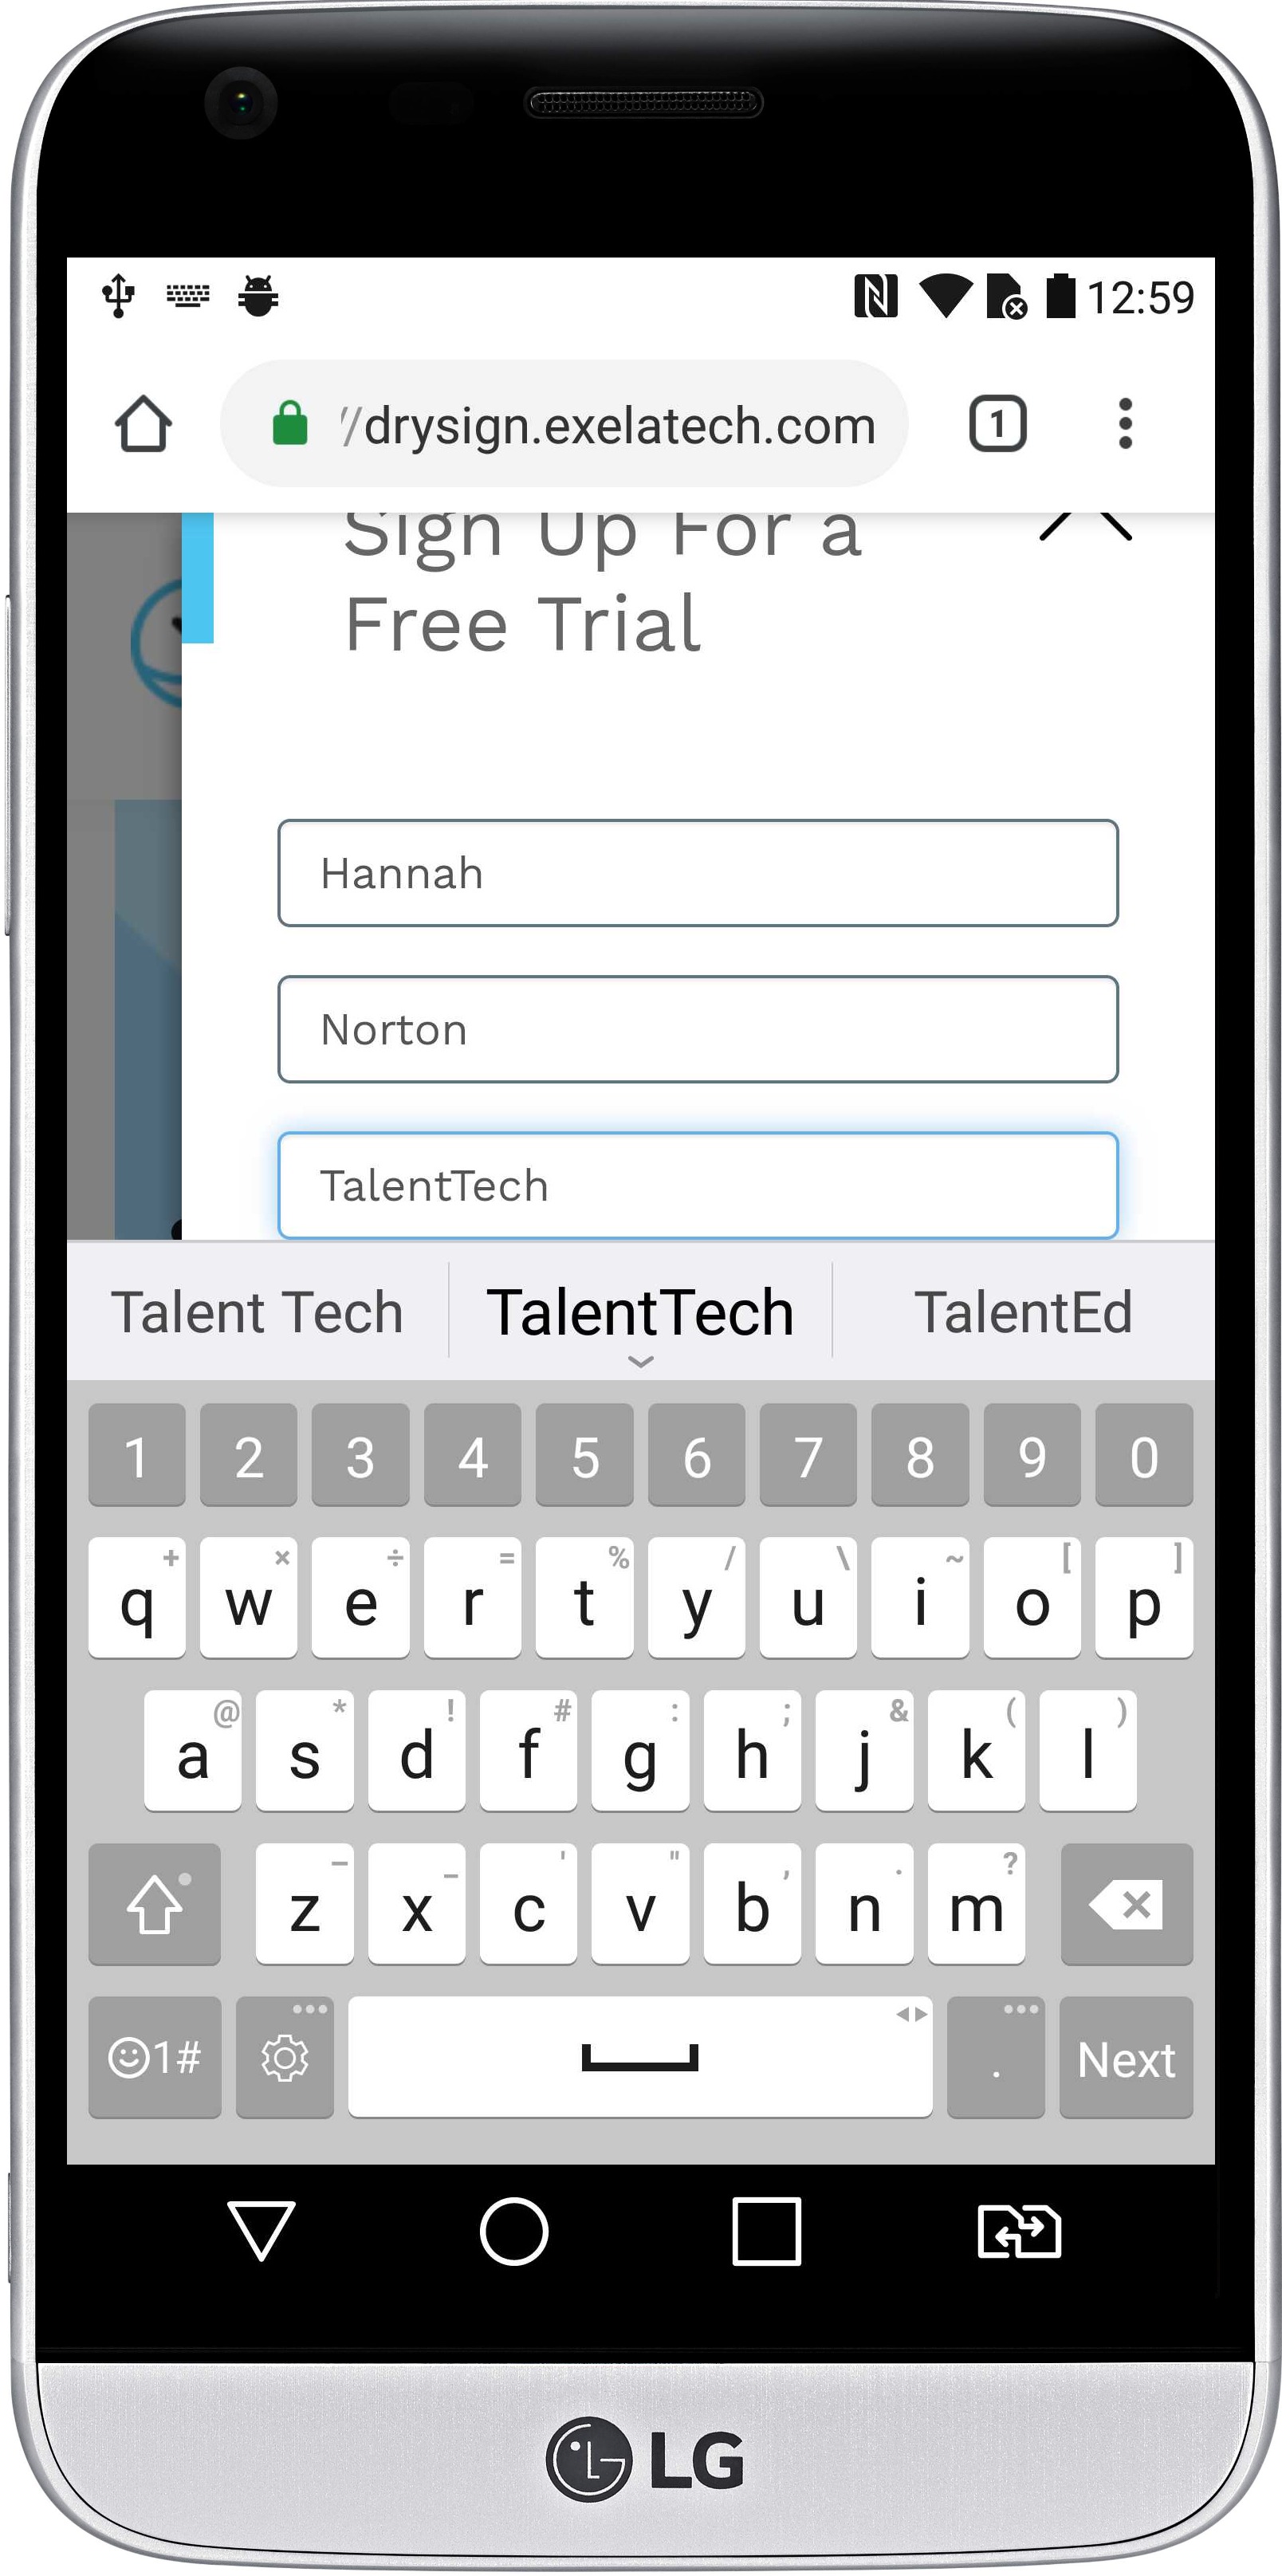 12:59
//drysign.exelatech.com
1
Sign Up For a
Free Trial
Hannah
Norton
TalentTech
Talent Tech TalentTech TalentEd
1 2 3 4 5 6 7 8 9 0
+ × ÷ = % / \ ~ [ ]
q w e r t y u i o p
@ * ! # : ; & ( )
a s d f g h j k l
– _ ' " , . ?
z x c v b n m
1# . Next
LG